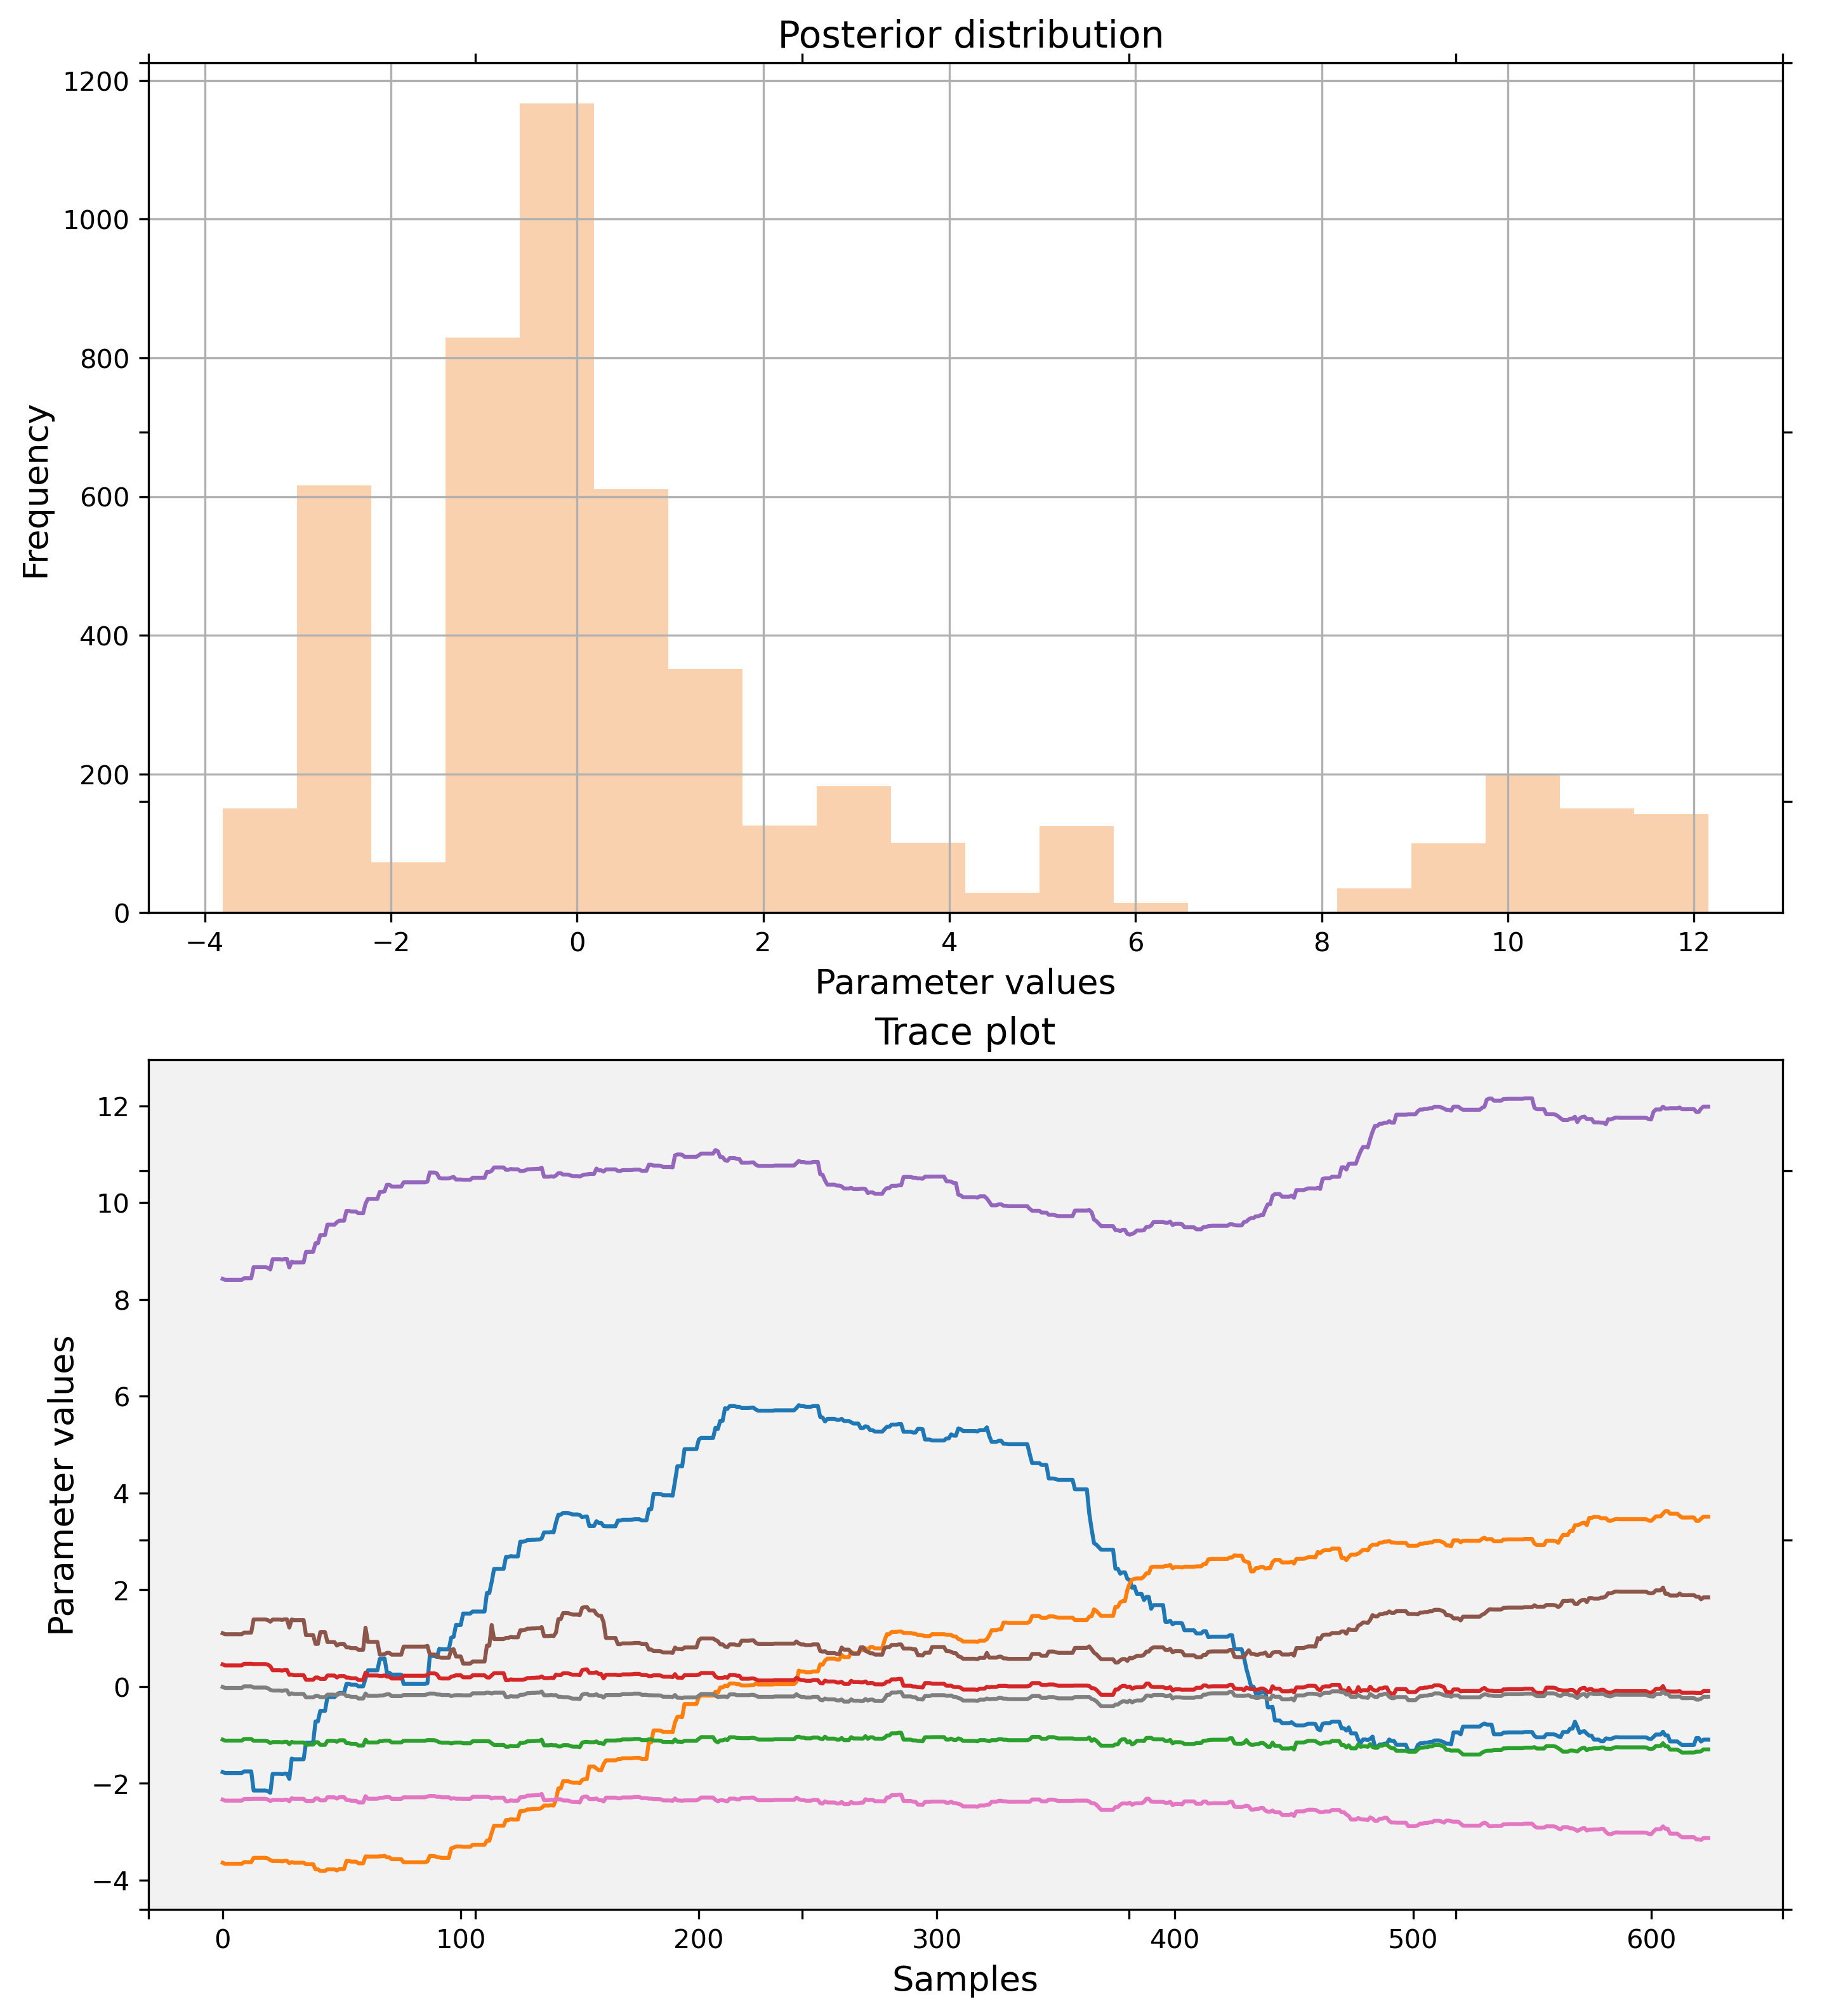 Posterior distribution
1200
1000
800
600
400
200
0
Frequency
−4 −2 0 2 4 6 8 10 12
Parameter values
Trace plot
12
10
8
6
4
2
0
−2
−4
Parameter values
0 100 200 300 400 500 600
Samples